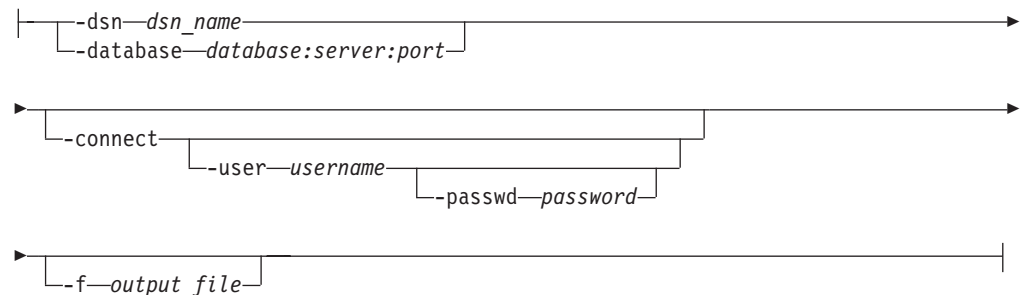 -dsn dsn_name
-database database:server:port
-connect
-user username
-passwd password
-f output file